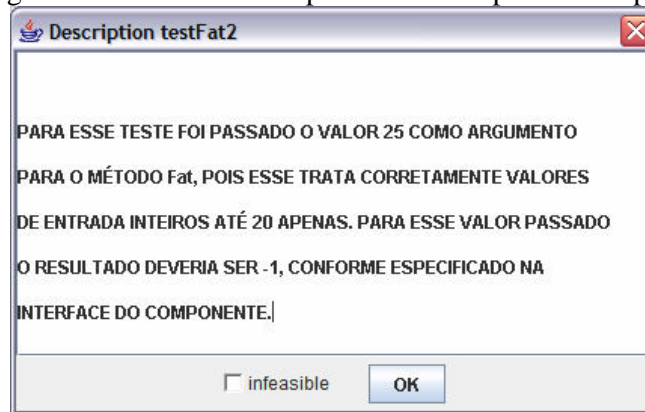 Description testFat2
PARA ESSE TESTE FOI PASSADO O VALOR 25 COMO ARGUMENTO
PARA O MÉTODO Fat, POIS ESSE TRATA CORRETAMENTE VALORES
DE ENTRADA INTEIROS ATÉ 20 APENAS. PARA ESSE VALOR PASSADO
O RESULTADO DEVERIA SER -1, CONFORME ESPECIFICADO NA
INTERFACE DO COMPONENTE.
infeasible OK